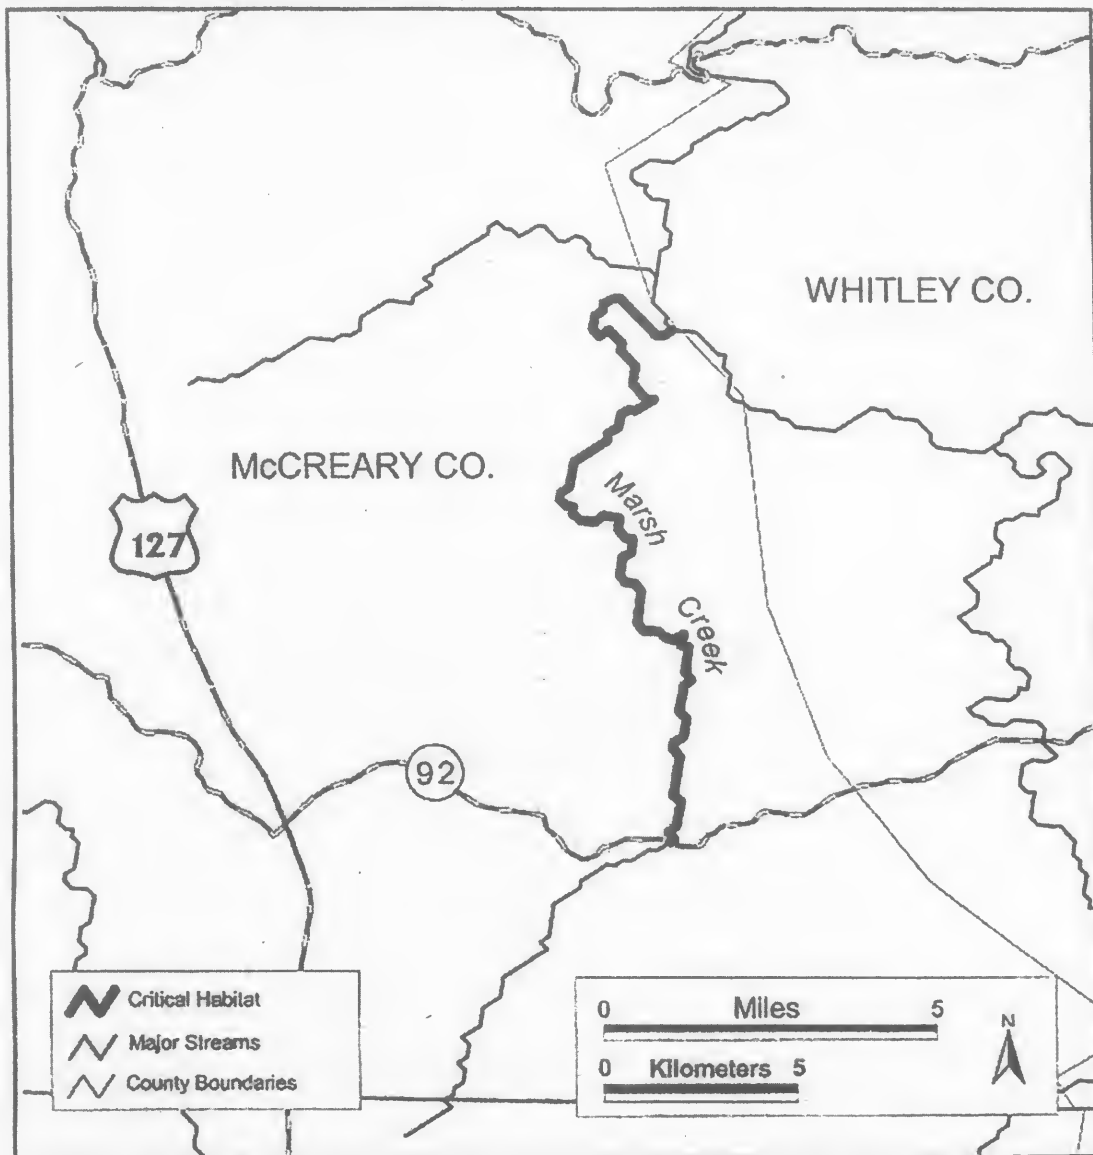 WHITLEY CO.
McCREARY CO.
Marsh
Creek
127
92
Critical Habitat
Major Streams
County Boundaries
0 Miles 5
0 Kilometers 5
N